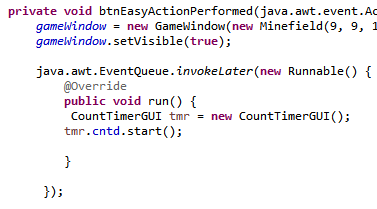 private void btnEasyActionPerformed(java.awt.event.Ac
gameWindow = new GameWindow(new Minefield(9, 9, 1
gameWindow.setVisible(true);
java.awt.EventQueue.invokeLater(new Runnable() {
@Override
public void run() {
CountTimerGUI tmr = new CountTimerGUI();
tmr.cntd.start();
}
});